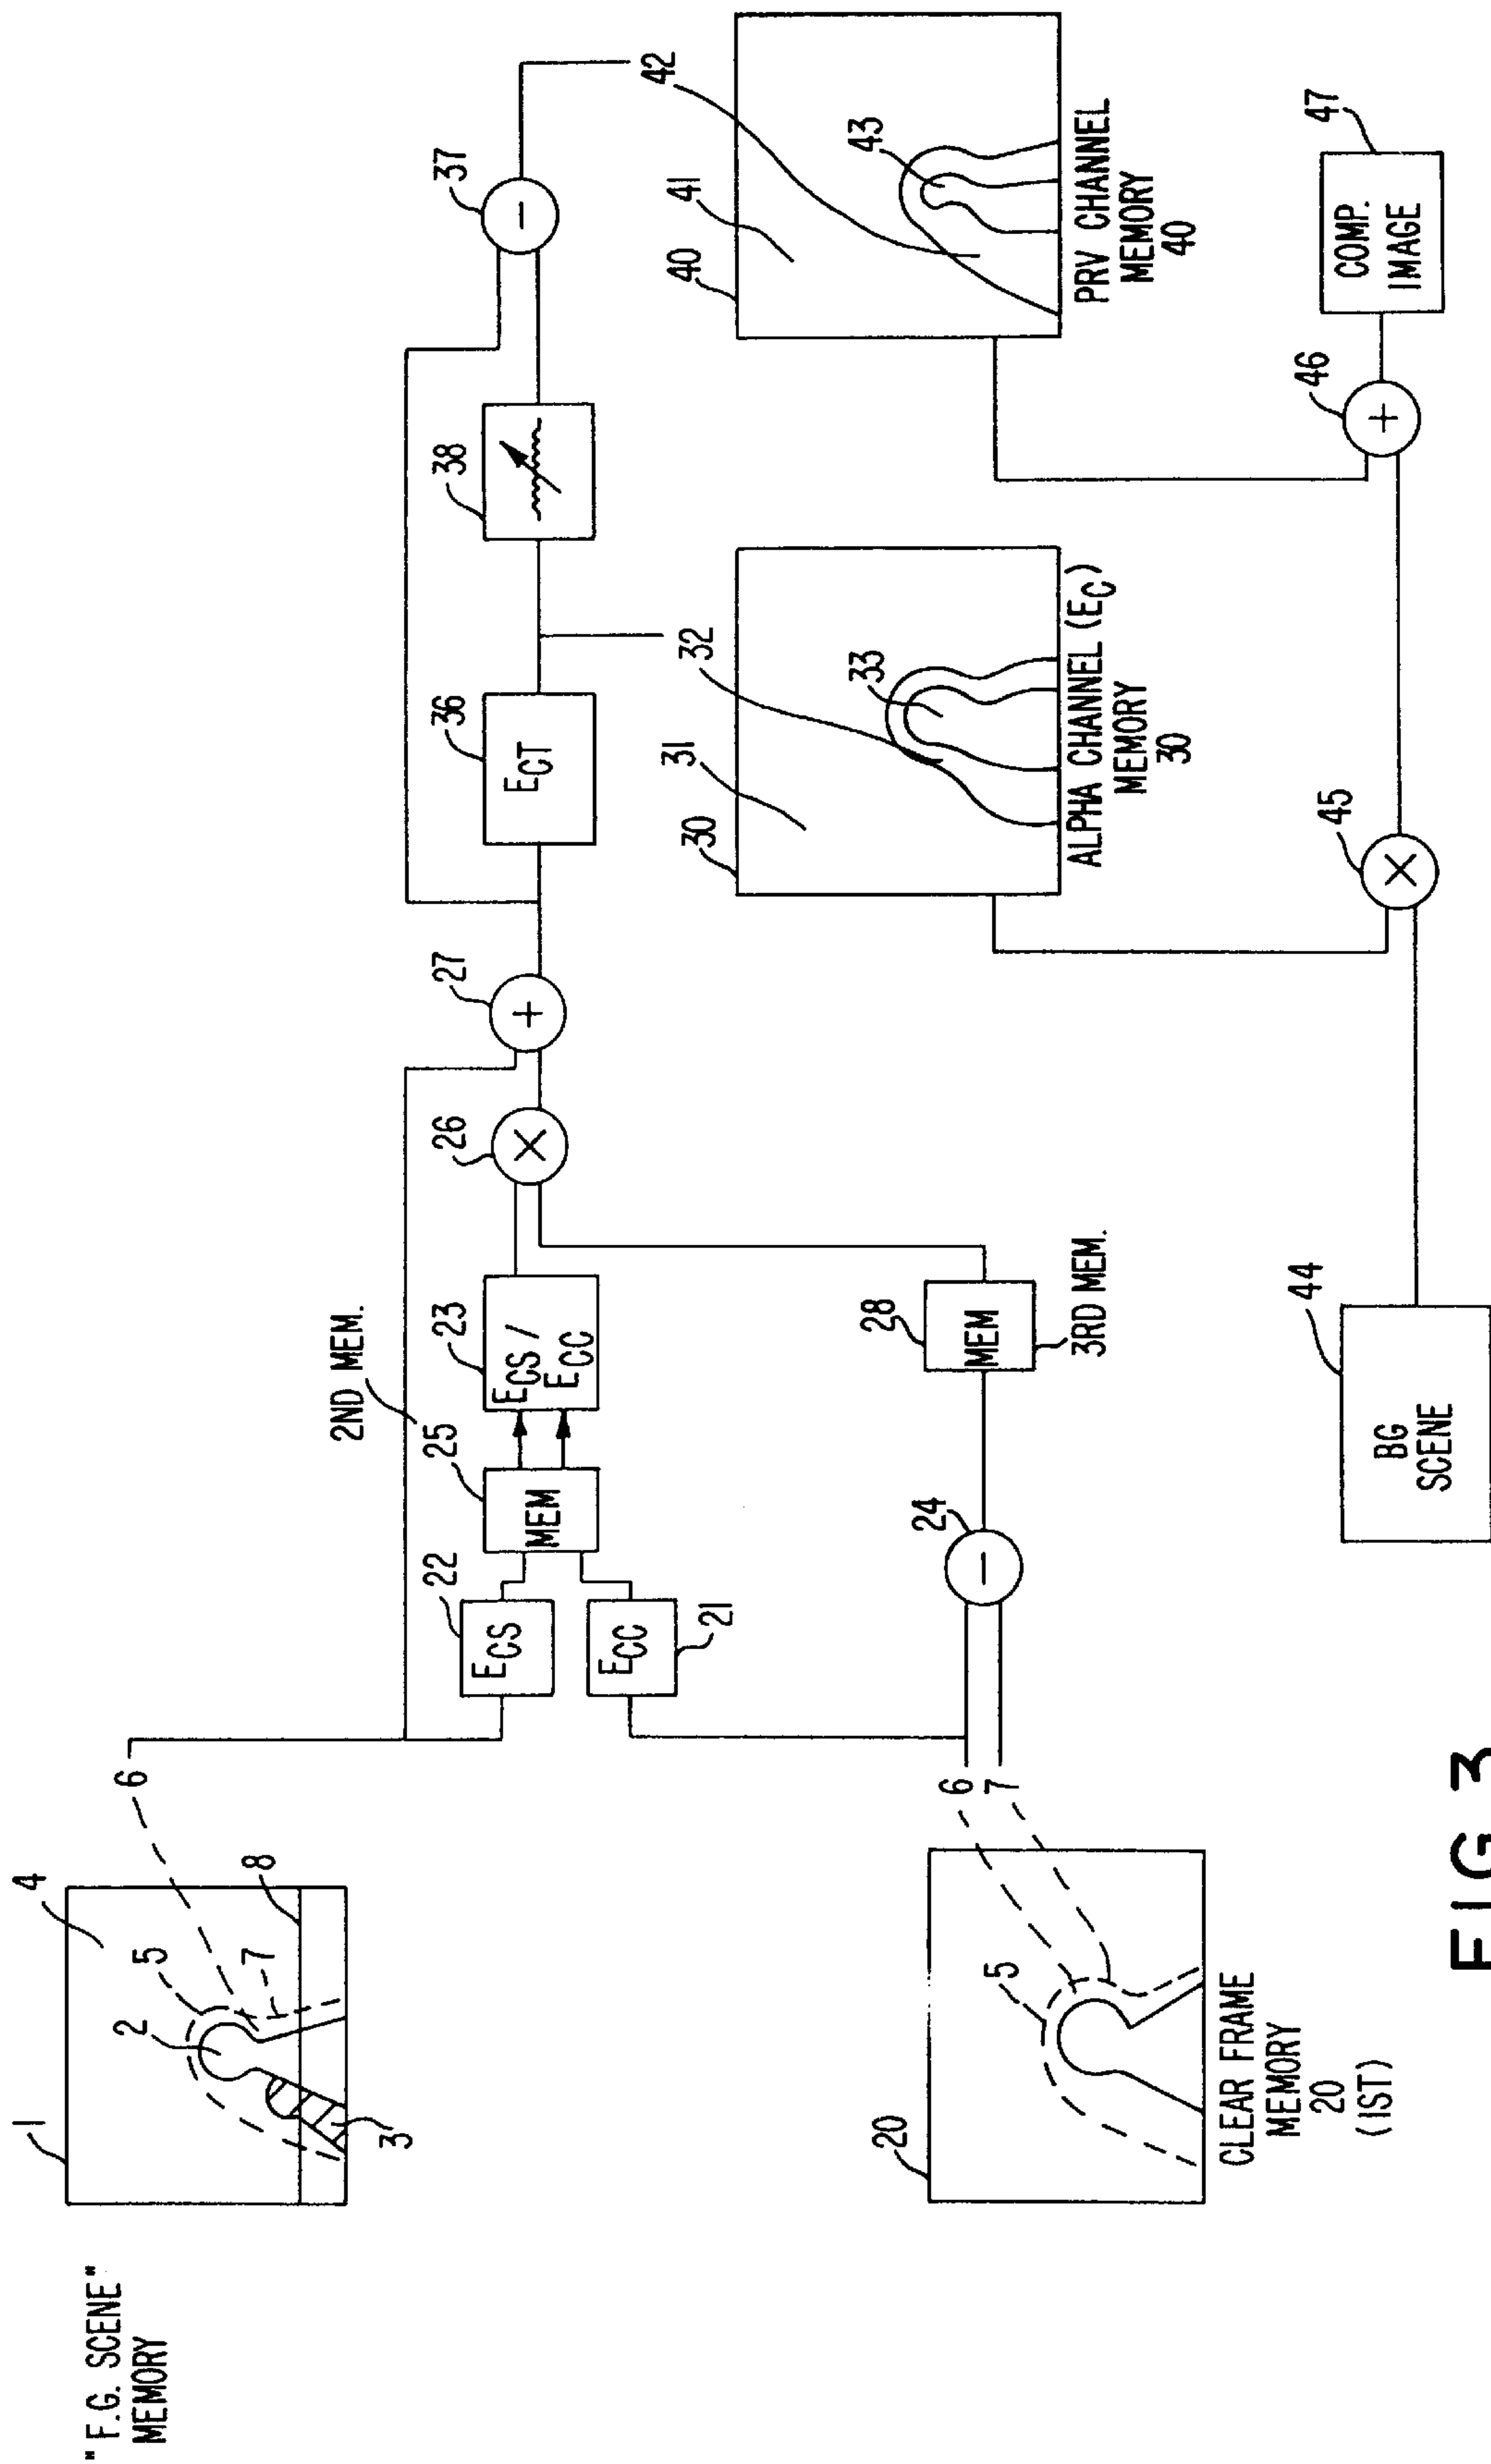 "F.G. SCENE"
MEMORY
1
2
3
4
5
6
7
8
2ND MEM.
22
ECS
21
ECC
25
MEM
23
ECS /
ECC
26
×
27
+
36
ECT
38
37
−
20
5
6
7
CLEAR FRAME
MEMORY
20
(IST)
24
−
28
MEM
3RD MEM.
30
31
32
33
ALPHA CHANNEL (EC)
MEMORY
30
40
41
42
43
PRV CHANNEL
MEMORY
40
44
BG
SCENE
45
×
46
+
47
COMP.
IMAGE
FIG. 3